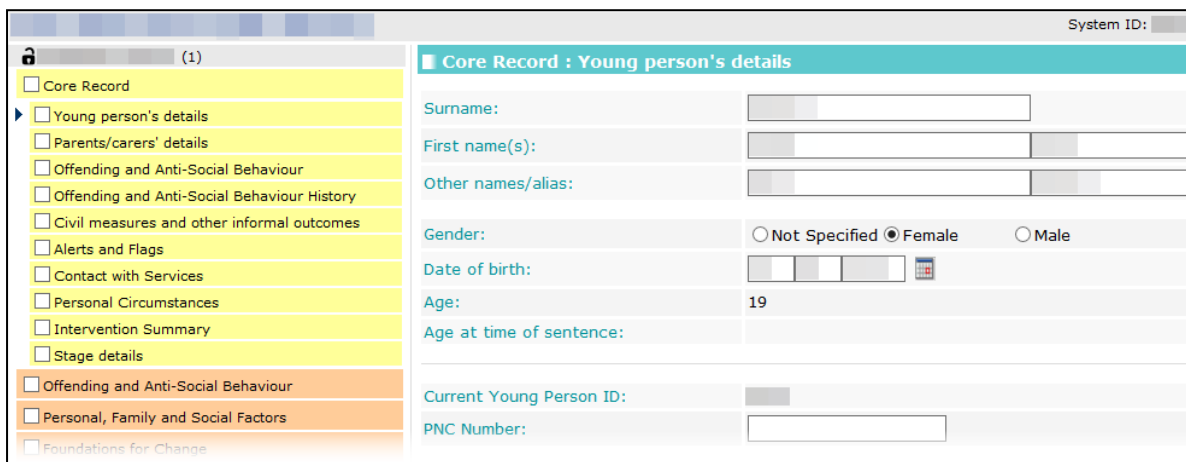 System ID:
(1)
Core Record
Young person's details
Parents/carers' details
Offending and Anti-Social Behaviour
Offending and Anti-Social Behaviour History
Civil measures and other informal outcomes
Alerts and Flags
Contact with Services
Personal Circumstances
Intervention Summary
Stage details
Offending and Anti-Social Behaviour
Personal, Family and Social Factors
Foundations for Change
Core Record : Young person's details
Surname:
First name(s):
Other names/alias:
Gender: Not Specified Female Male
Date of birth:
Age: 19
Age at time of sentence:
Current Young Person ID:
PNC Number: